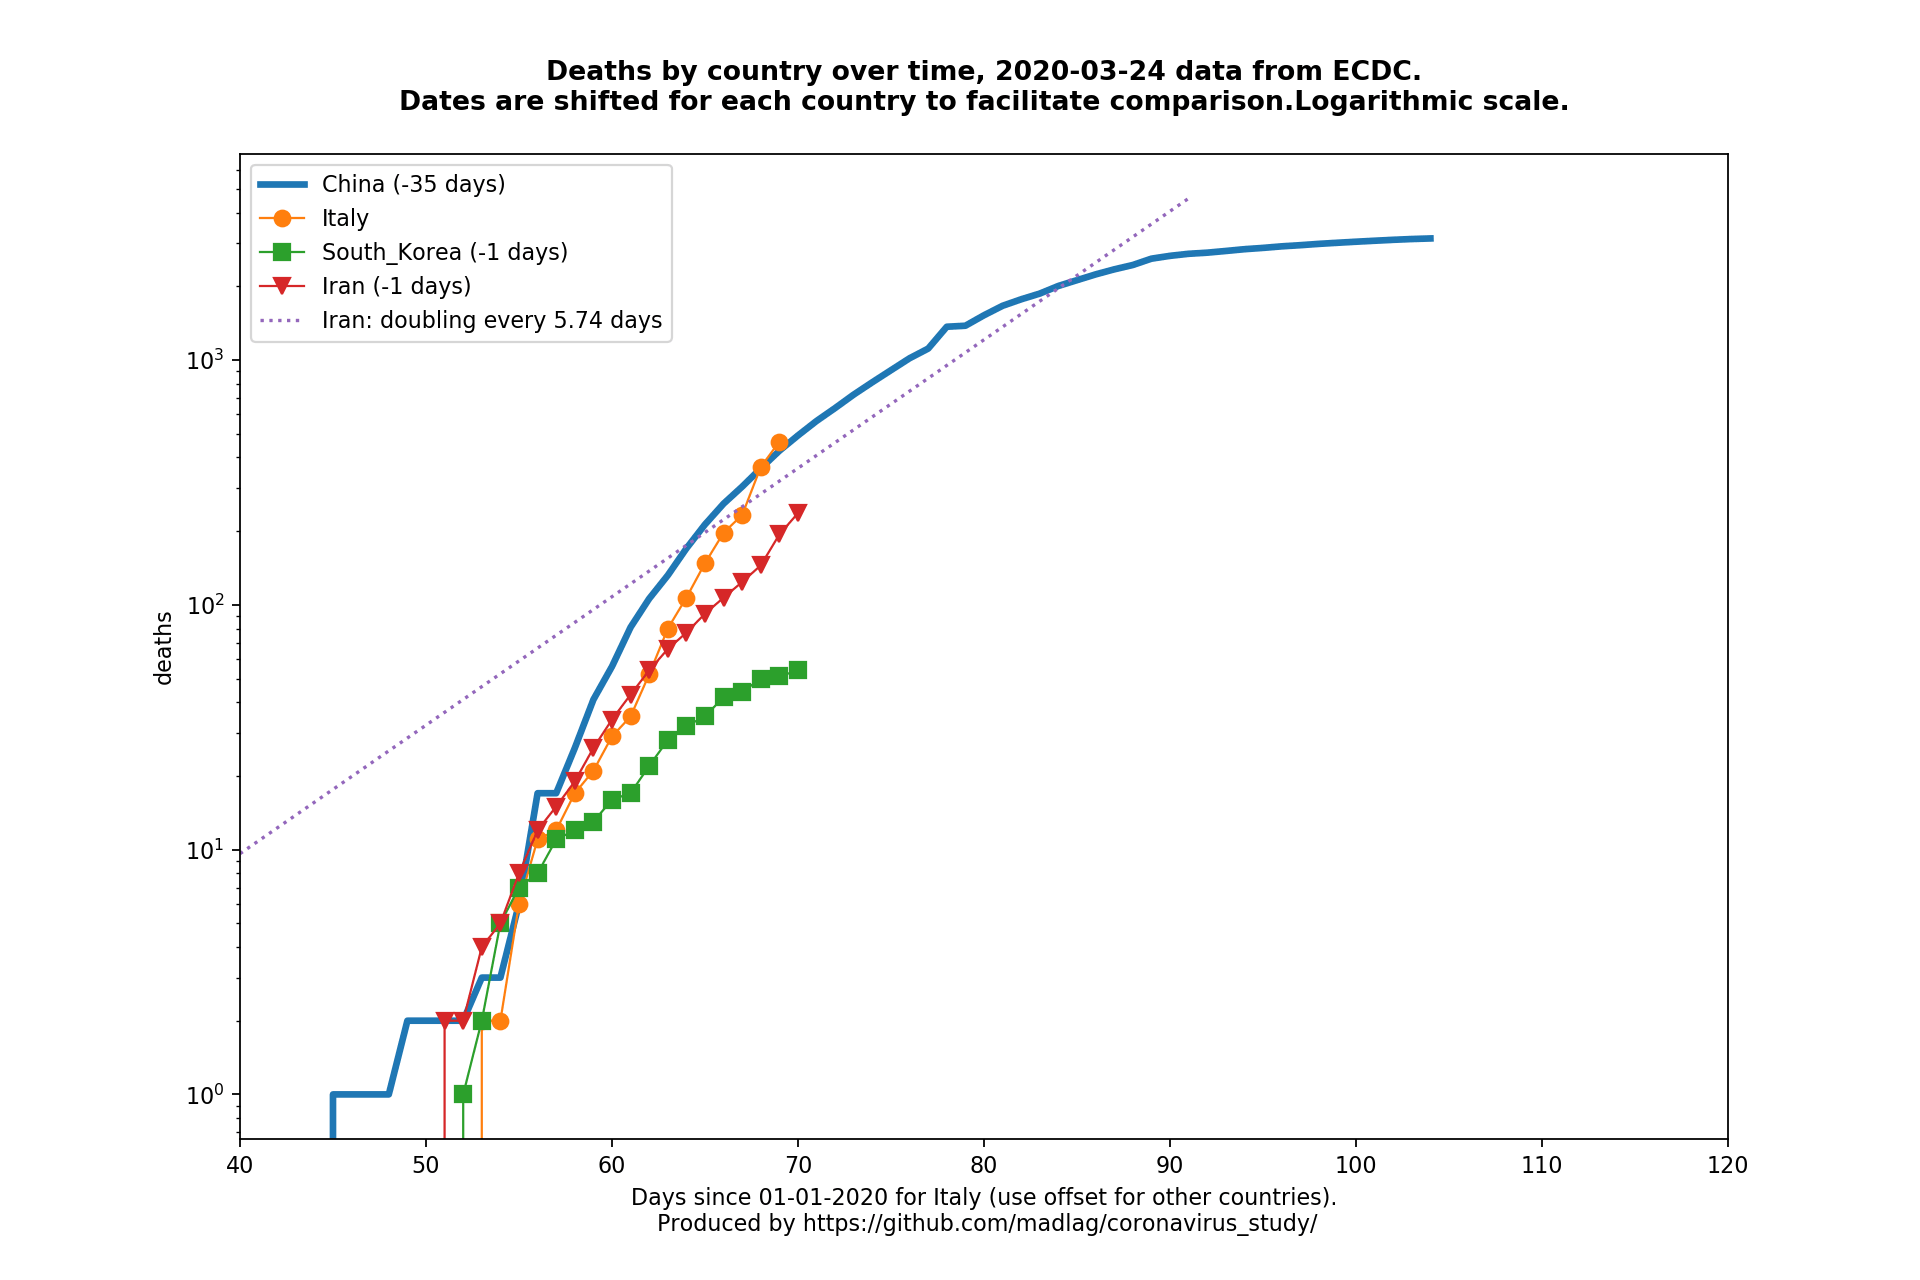 Deaths by country over time, 2020-03-24 data from ECDC.
Dates are shifted for each country to facilitate comparison.Logarithmic scale.
China (-35 days)
Italy
South_Korea (-1 days)
Iran (-1 days)
Iran: doubling every 5.74 days
10³
10²
10¹
10⁰
deaths
40 50 60 70 80 90 100 110 120
Days since 01-01-2020 for Italy (use offset for other countries).
Produced by https://github.com/madlag/coronavirus_study/